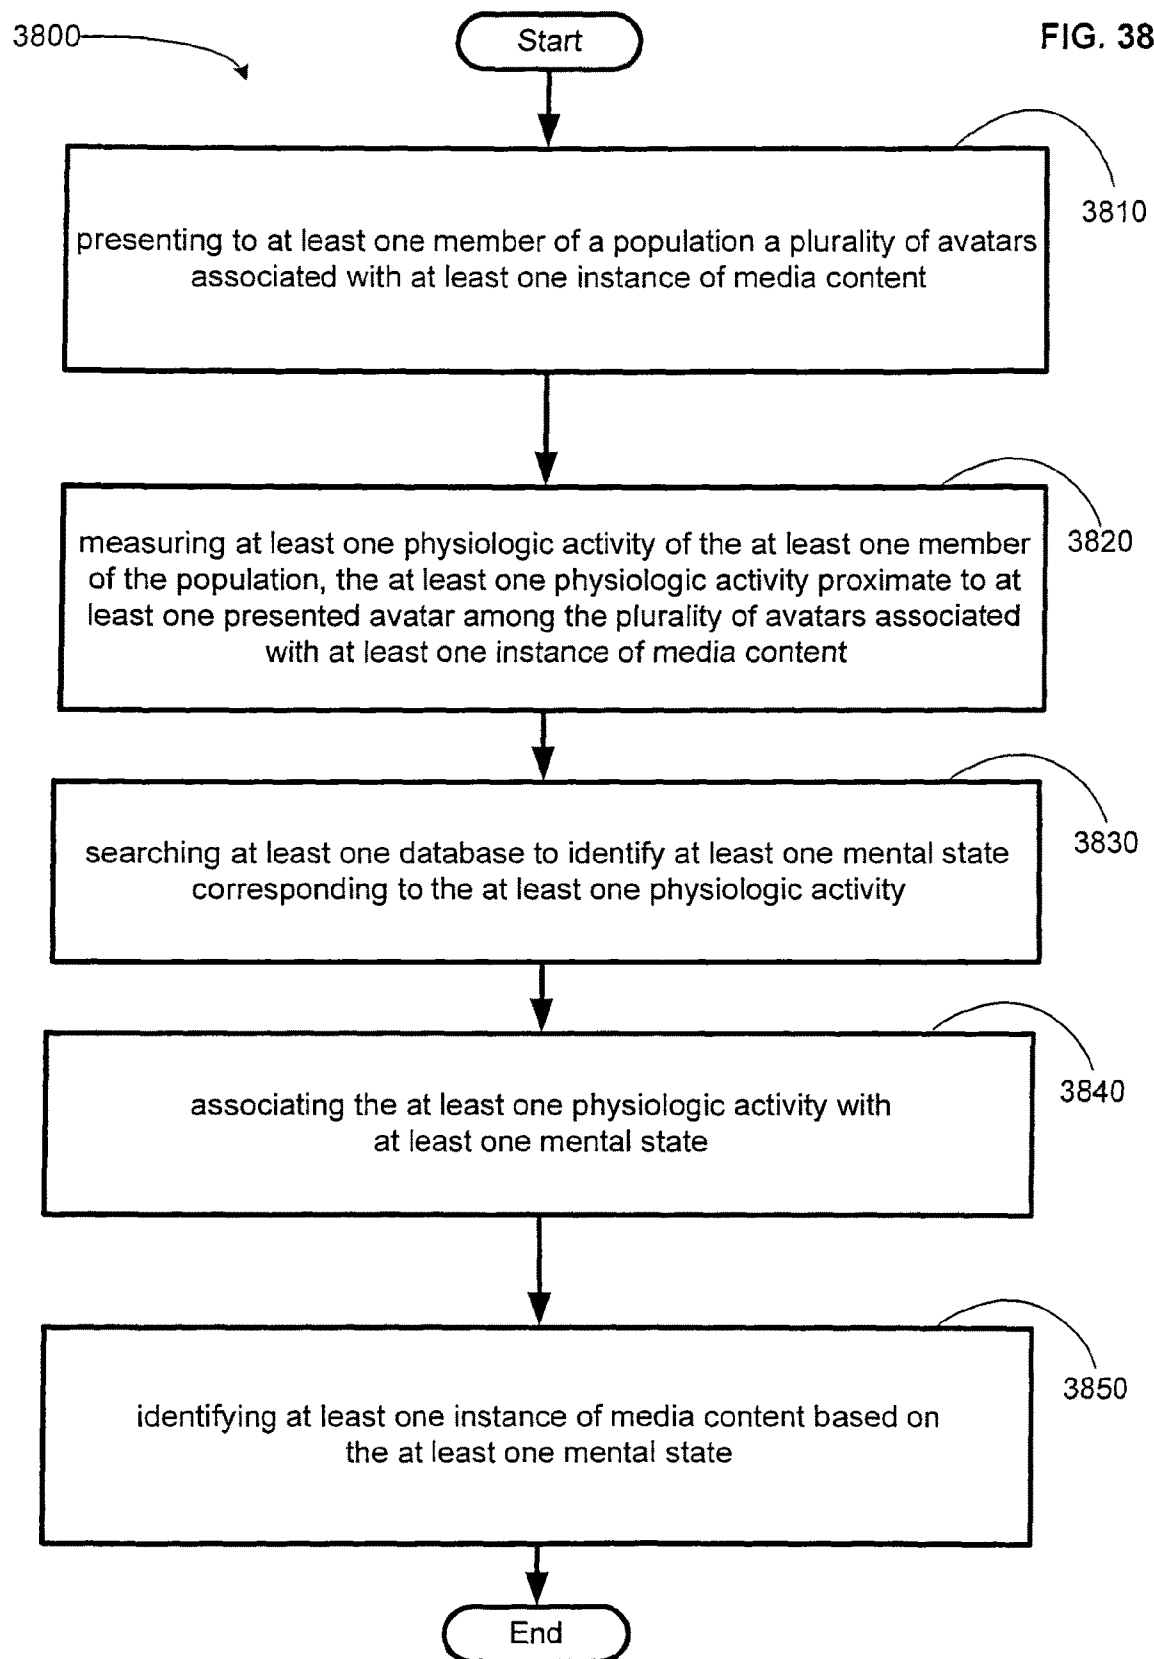 3800
Start
FIG. 38
3810
presenting to at least one member of a population a plurality of avatars
associated with at least one instance of media content
3820
measuring at least one physiologic activity of the at least one member
of the population, the at least one physiologic activity proximate to at
least one presented avatar among the plurality of avatars associated
with at least one instance of media content
3830
searching at least one database to identify at least one mental state
corresponding to the at least one physiologic activity
3840
associating the at least one physiologic activity with
at least one mental state
3850
identifying at least one instance of media content based on
the at least one mental state
End